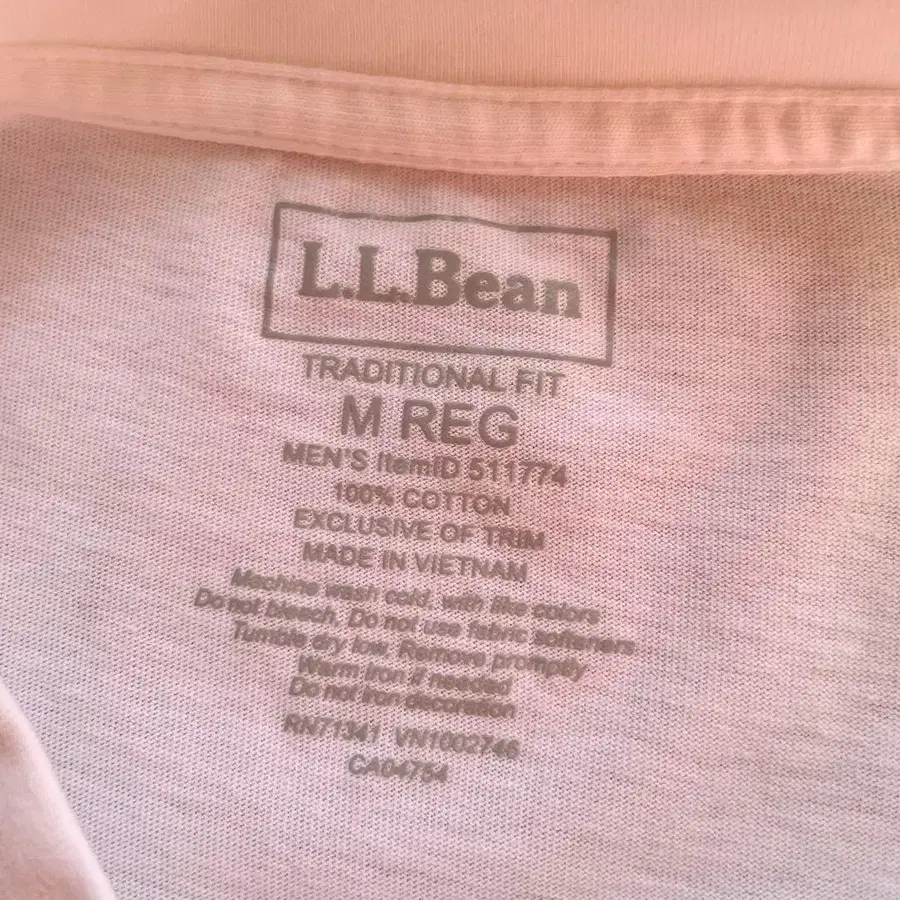 L.L.Bean
TRADITIONAL FIT
M REG
MEN'S ItemID 511774
100% COTTON
EXCLUSIVE OF TRIM
MADE IN VIETNAM
Machine wash cold, with like colors
Do not bleach. Do not use fabric softeners
Tumble dry low. Remove promptly
Warm iron if needed
Do not iron decoration
RN71341 VN1002746
CA04754